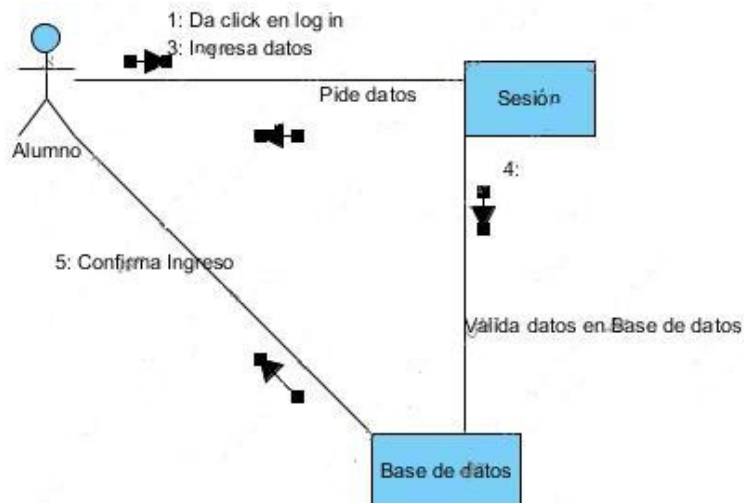 1: Da click en log in
3: Ingresa datos
Pide datos
Sesión
Alumno
4:
5: Confirma Ingreso
Valida datos en Base de datos
Base de datos